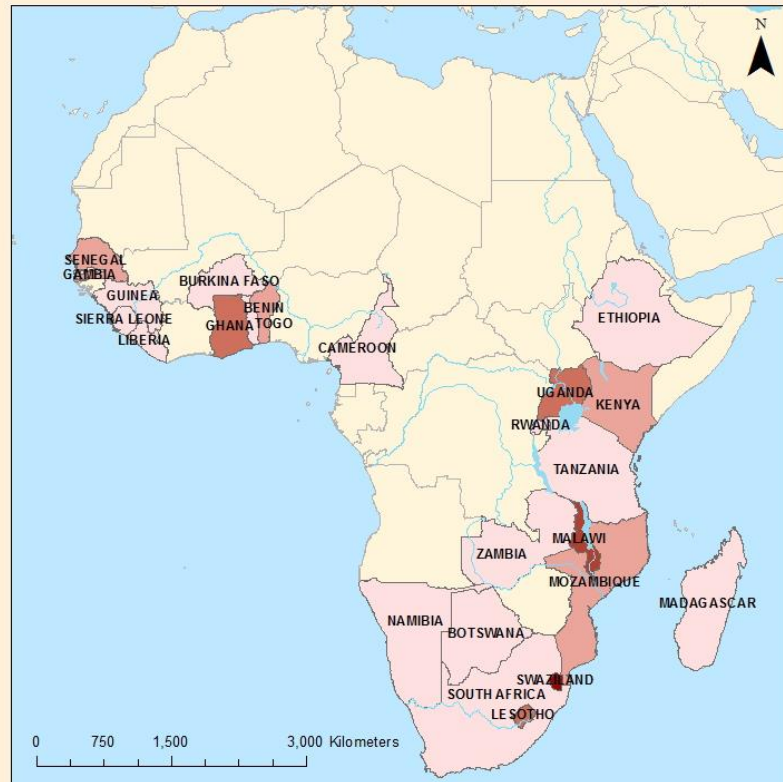 N
SENEGAL
GAMBIA
GUINEA
BURKINA FASO
SIERRA LEONE
LIBERIA
GHANA
BENIN
TOGO
CAMEROON
ETHIOPIA
UGANDA
KENYA
RWANDA
TANZANIA
MALAWI
ZAMBIA
MOZAMBIQUE
MADAGASCAR
NAMIBIA
BOTSWANA
SWAZILAND
SOUTH AFRICA
LESOTHO
0 750 1,500 3,000 Kilometers